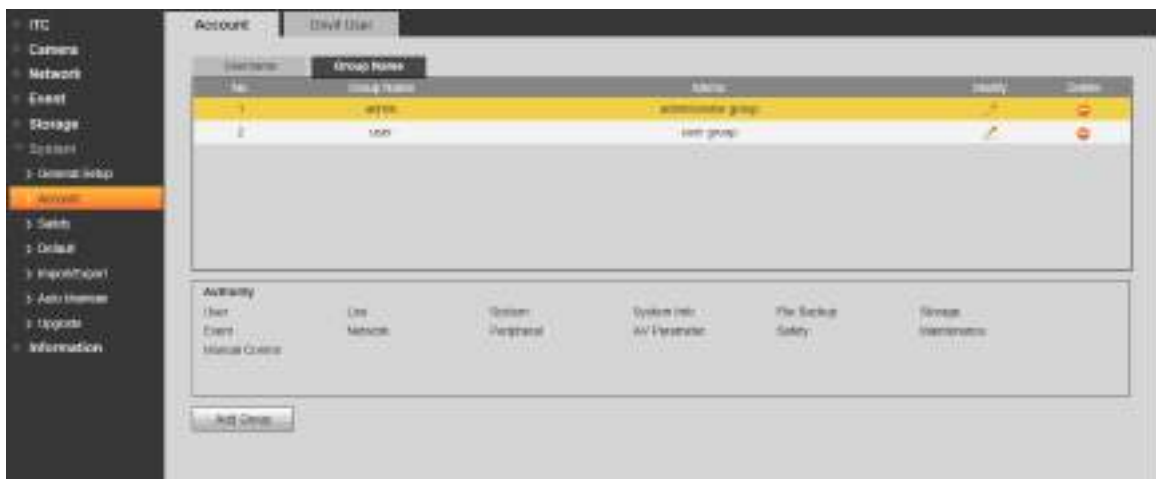 ITC
Camera
Network
Event
Storage
System
General Setup
Account
Safety
Default
Import/Export
Auto Maintain
Upgrade
Information
Account
Onvif User
Username
Group Name
No. Group Name Memo Modify Delete
1 admin administrator group
2 user user group
Authority
User Live System System Info File Backup Storage
Event Network Peripheral AV Parameter Safety Maintenance
Manual Control
Add Group